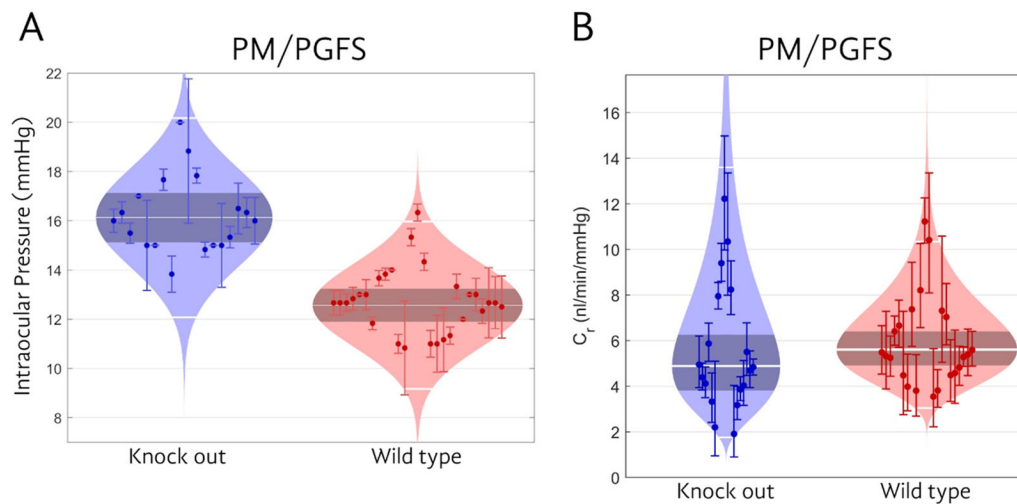 A
PM/PGFS
Intraocular Pressure (mmHg)
22
20
18
16
14
12
10
8
Knock out
Wild type
B
PM/PGFS
Cr (nl/min/mmHg)
16
14
12
10
8
6
4
2
0
Knock out
Wild type